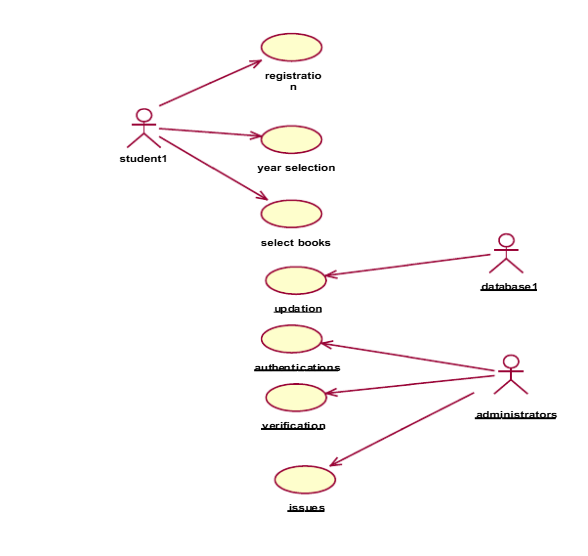 registratio
n
student1
year selection
select books
database1
updation
authentications
verification
administrators
issues